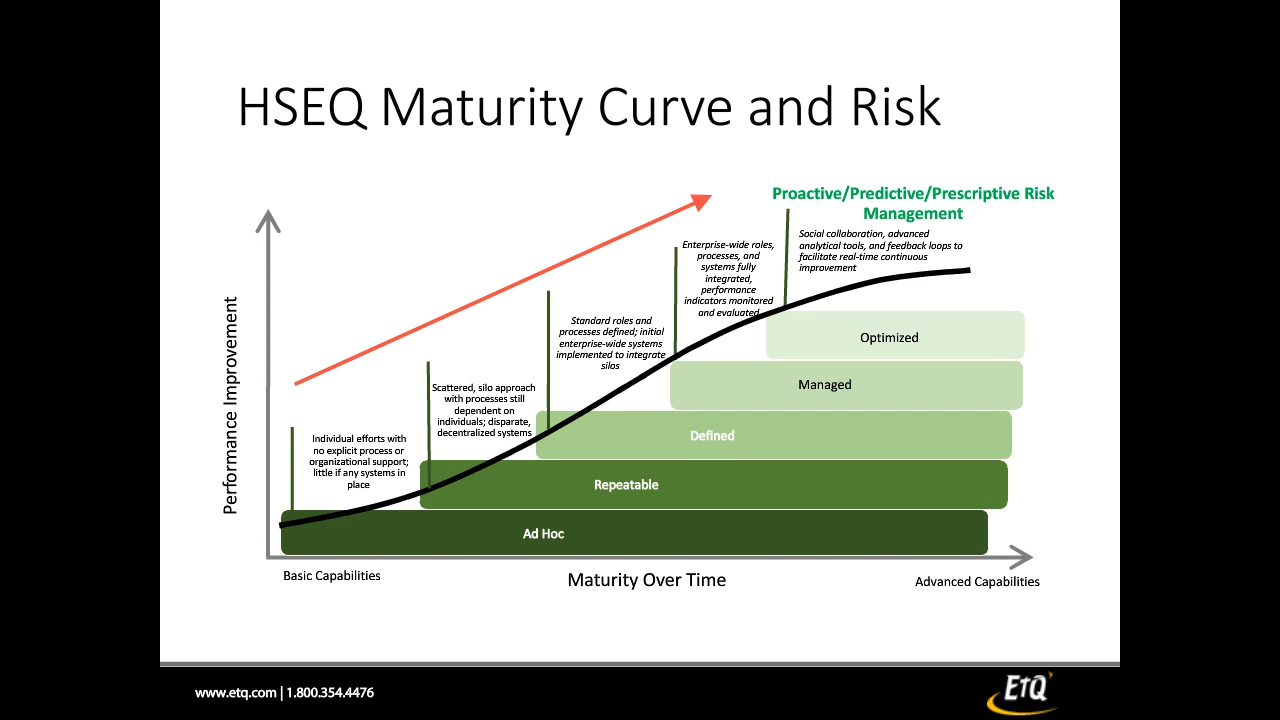 HSEQ Maturity Curve and Risk
Proactive/Predictive/Prescriptive Risk
Management
Social collaboration, advanced
analytical tools, and feedback loops to
facilitate real-time continuous
improvement
Enterprise-wide roles,
processes, and
systems fully
integrated,
performance
indicators monitored
and evaluated
Standard roles and
processes defined; initial
enterprise-wide systems
implemented to integrate
silos
Scattered, silo approach
with processes still
dependent on
individuals; disparate,
decentralized systems
Individual efforts with
no explicit process or
organizational support;
little if any systems in
place
Performance Improvement
Optimized
Managed
Defined
Repeatable
Ad Hoc
Basic Capabilities
Maturity Over Time
Advanced Capabilities
www.etq.com | 1.800.354.4476
ETQ